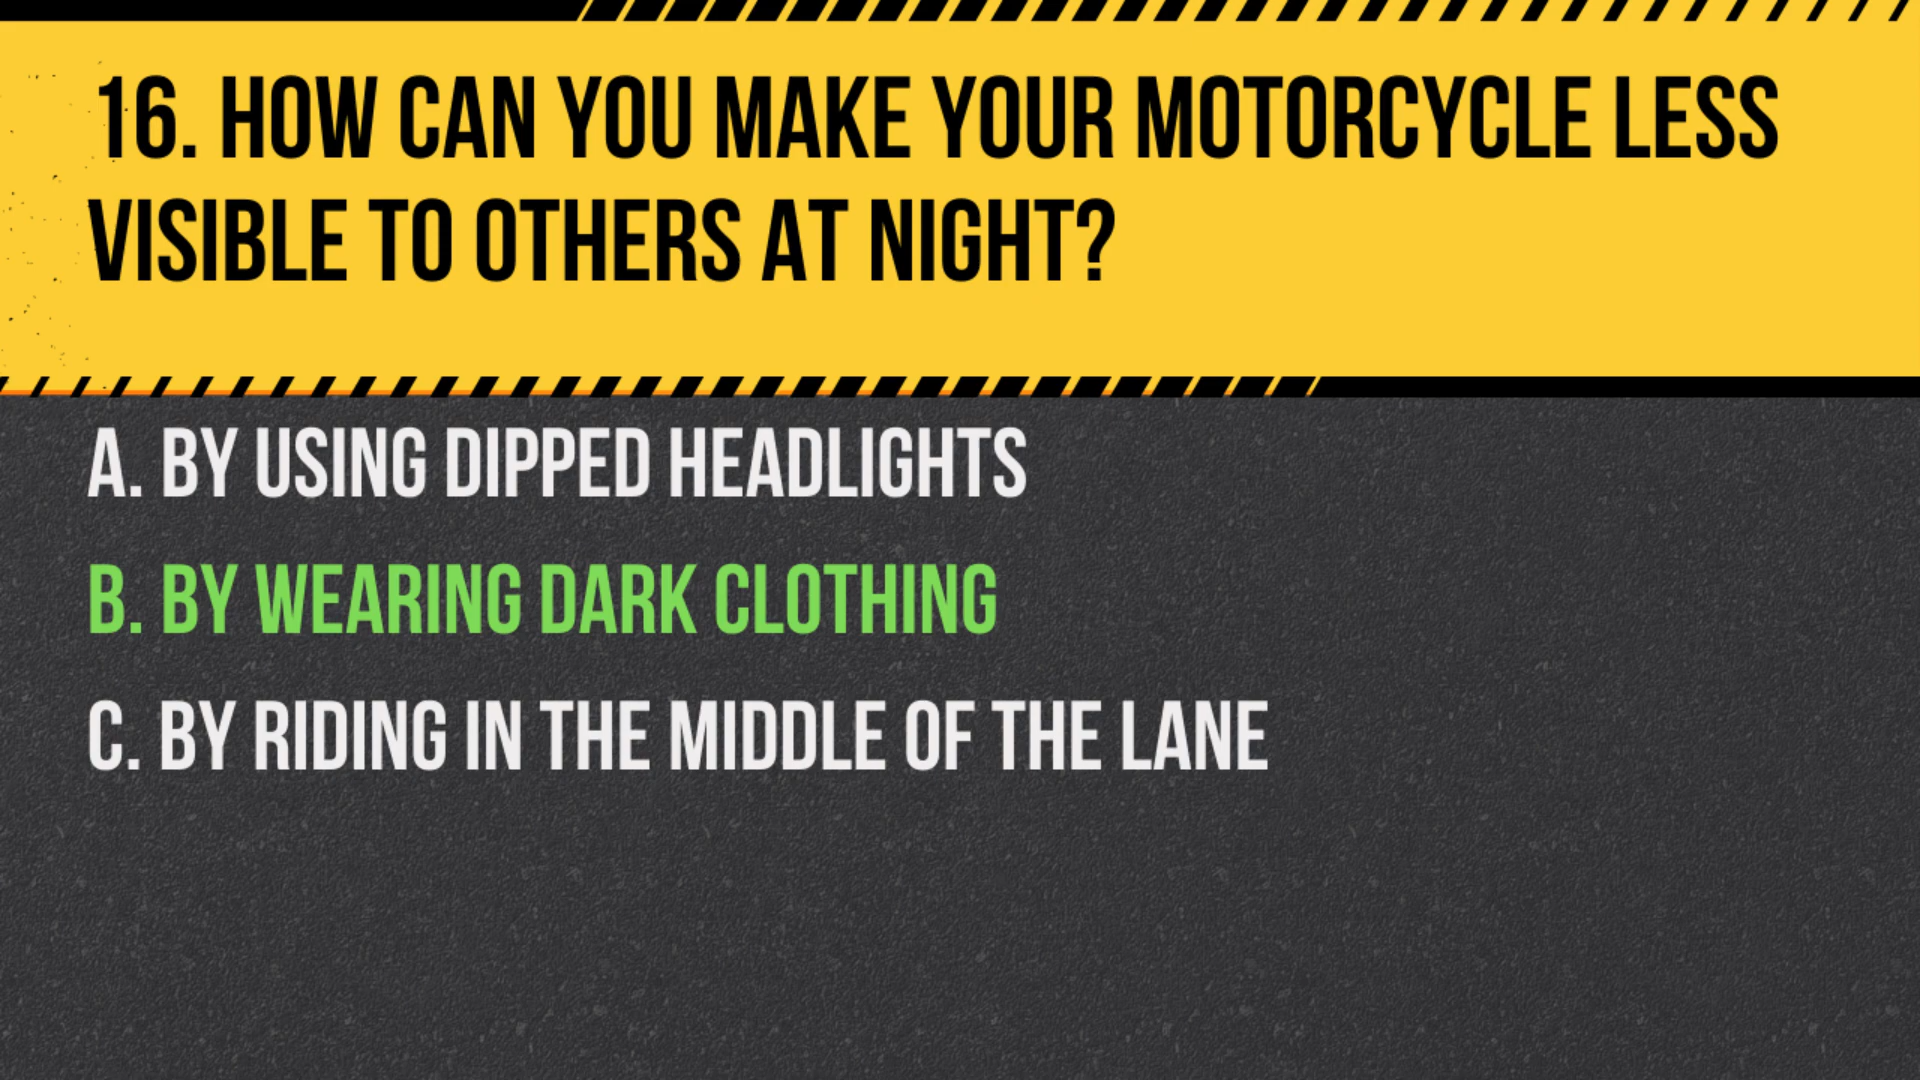 16. HOW CAN YOU MAKE YOUR MOTORCYCLE LESS
VISIBLE TO OTHERS AT NIGHT?
A. BY USING DIPPED HEADLIGHTS
B. BY WEARING DARK CLOTHING
C. BY RIDING IN THE MIDDLE OF THE LANE